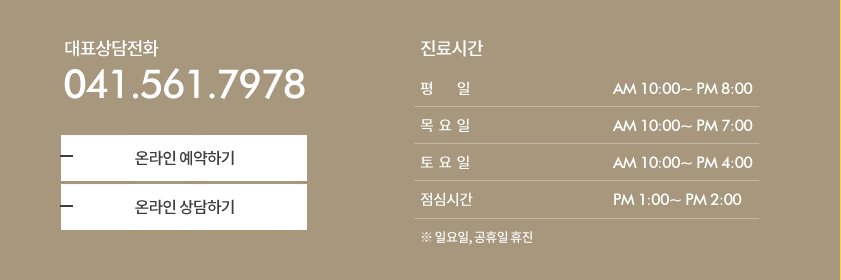 대표상담전화
041.561.7978
온라인 예약하기
온라인 상담하기
진료시간
평 일 AM 10:00~ PM 8:00
목 요 일 AM 10:00~ PM 7:00
토 요 일 AM 10:00~ PM 4:00
점심시간 PM 1:00~ PM 2:00
※ 일요일, 공휴일 휴진